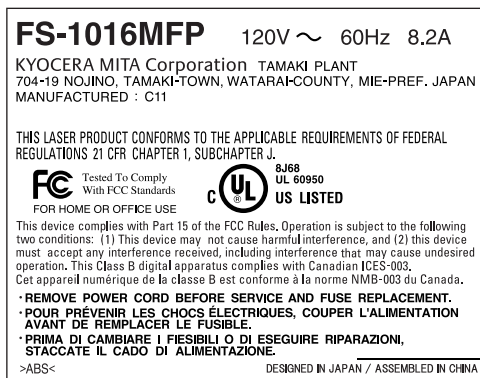 FS-1016MFP 120V ~ 60Hz 8.2A
KYOCERA MITA Corporation TAMAKI PLANT
704-19 NOJINO, TAMAKI-TOWN, WATARAI-COUNTY, MIE-PREF. JAPAN
MANUFACTURED : C11
THIS LASER PRODUCT CONFORMS TO THE APPLICABLE REQUIREMENTS OF FEDERAL
REGULATIONS 21 CFR CHAPTER 1, SUBCHAPTER J.
FC Tested To Comply
With FCC Standards
FOR HOME OR OFFICE USE
C UL ® 8J68
UL 60950
US LISTED
This device complies with Part 15 of the FCC Rules. Operation is subject to the following
two conditions: (1) This device may not cause harmful interference, and (2) this device
must accept any interference received, including interference that may cause undesired
operation. This Class B digital apparatus complies with Canadian ICES-003.
Cet appareil numérique de la classe B est conforme à la norme NMB-003 du Canada.
・REMOVE POWER CORD BEFORE SERVICE AND FUSE REPLACEMENT.
・POUR PRÉVENIR LES CHOCS ÉLECTRIQUES, COUPER L'ALIMENTATION
AVANT DE REMPLACER LE FUSIBLE.
・PRIMA DI CAMBIARE I FIESIBILI O DI ESEGUIRE RIPARAZIONI,
STACCATE IL CADO DI ALIMENTAZIONE.
>ABS< DESIGNED IN JAPAN / ASSEMBLED IN CHINA